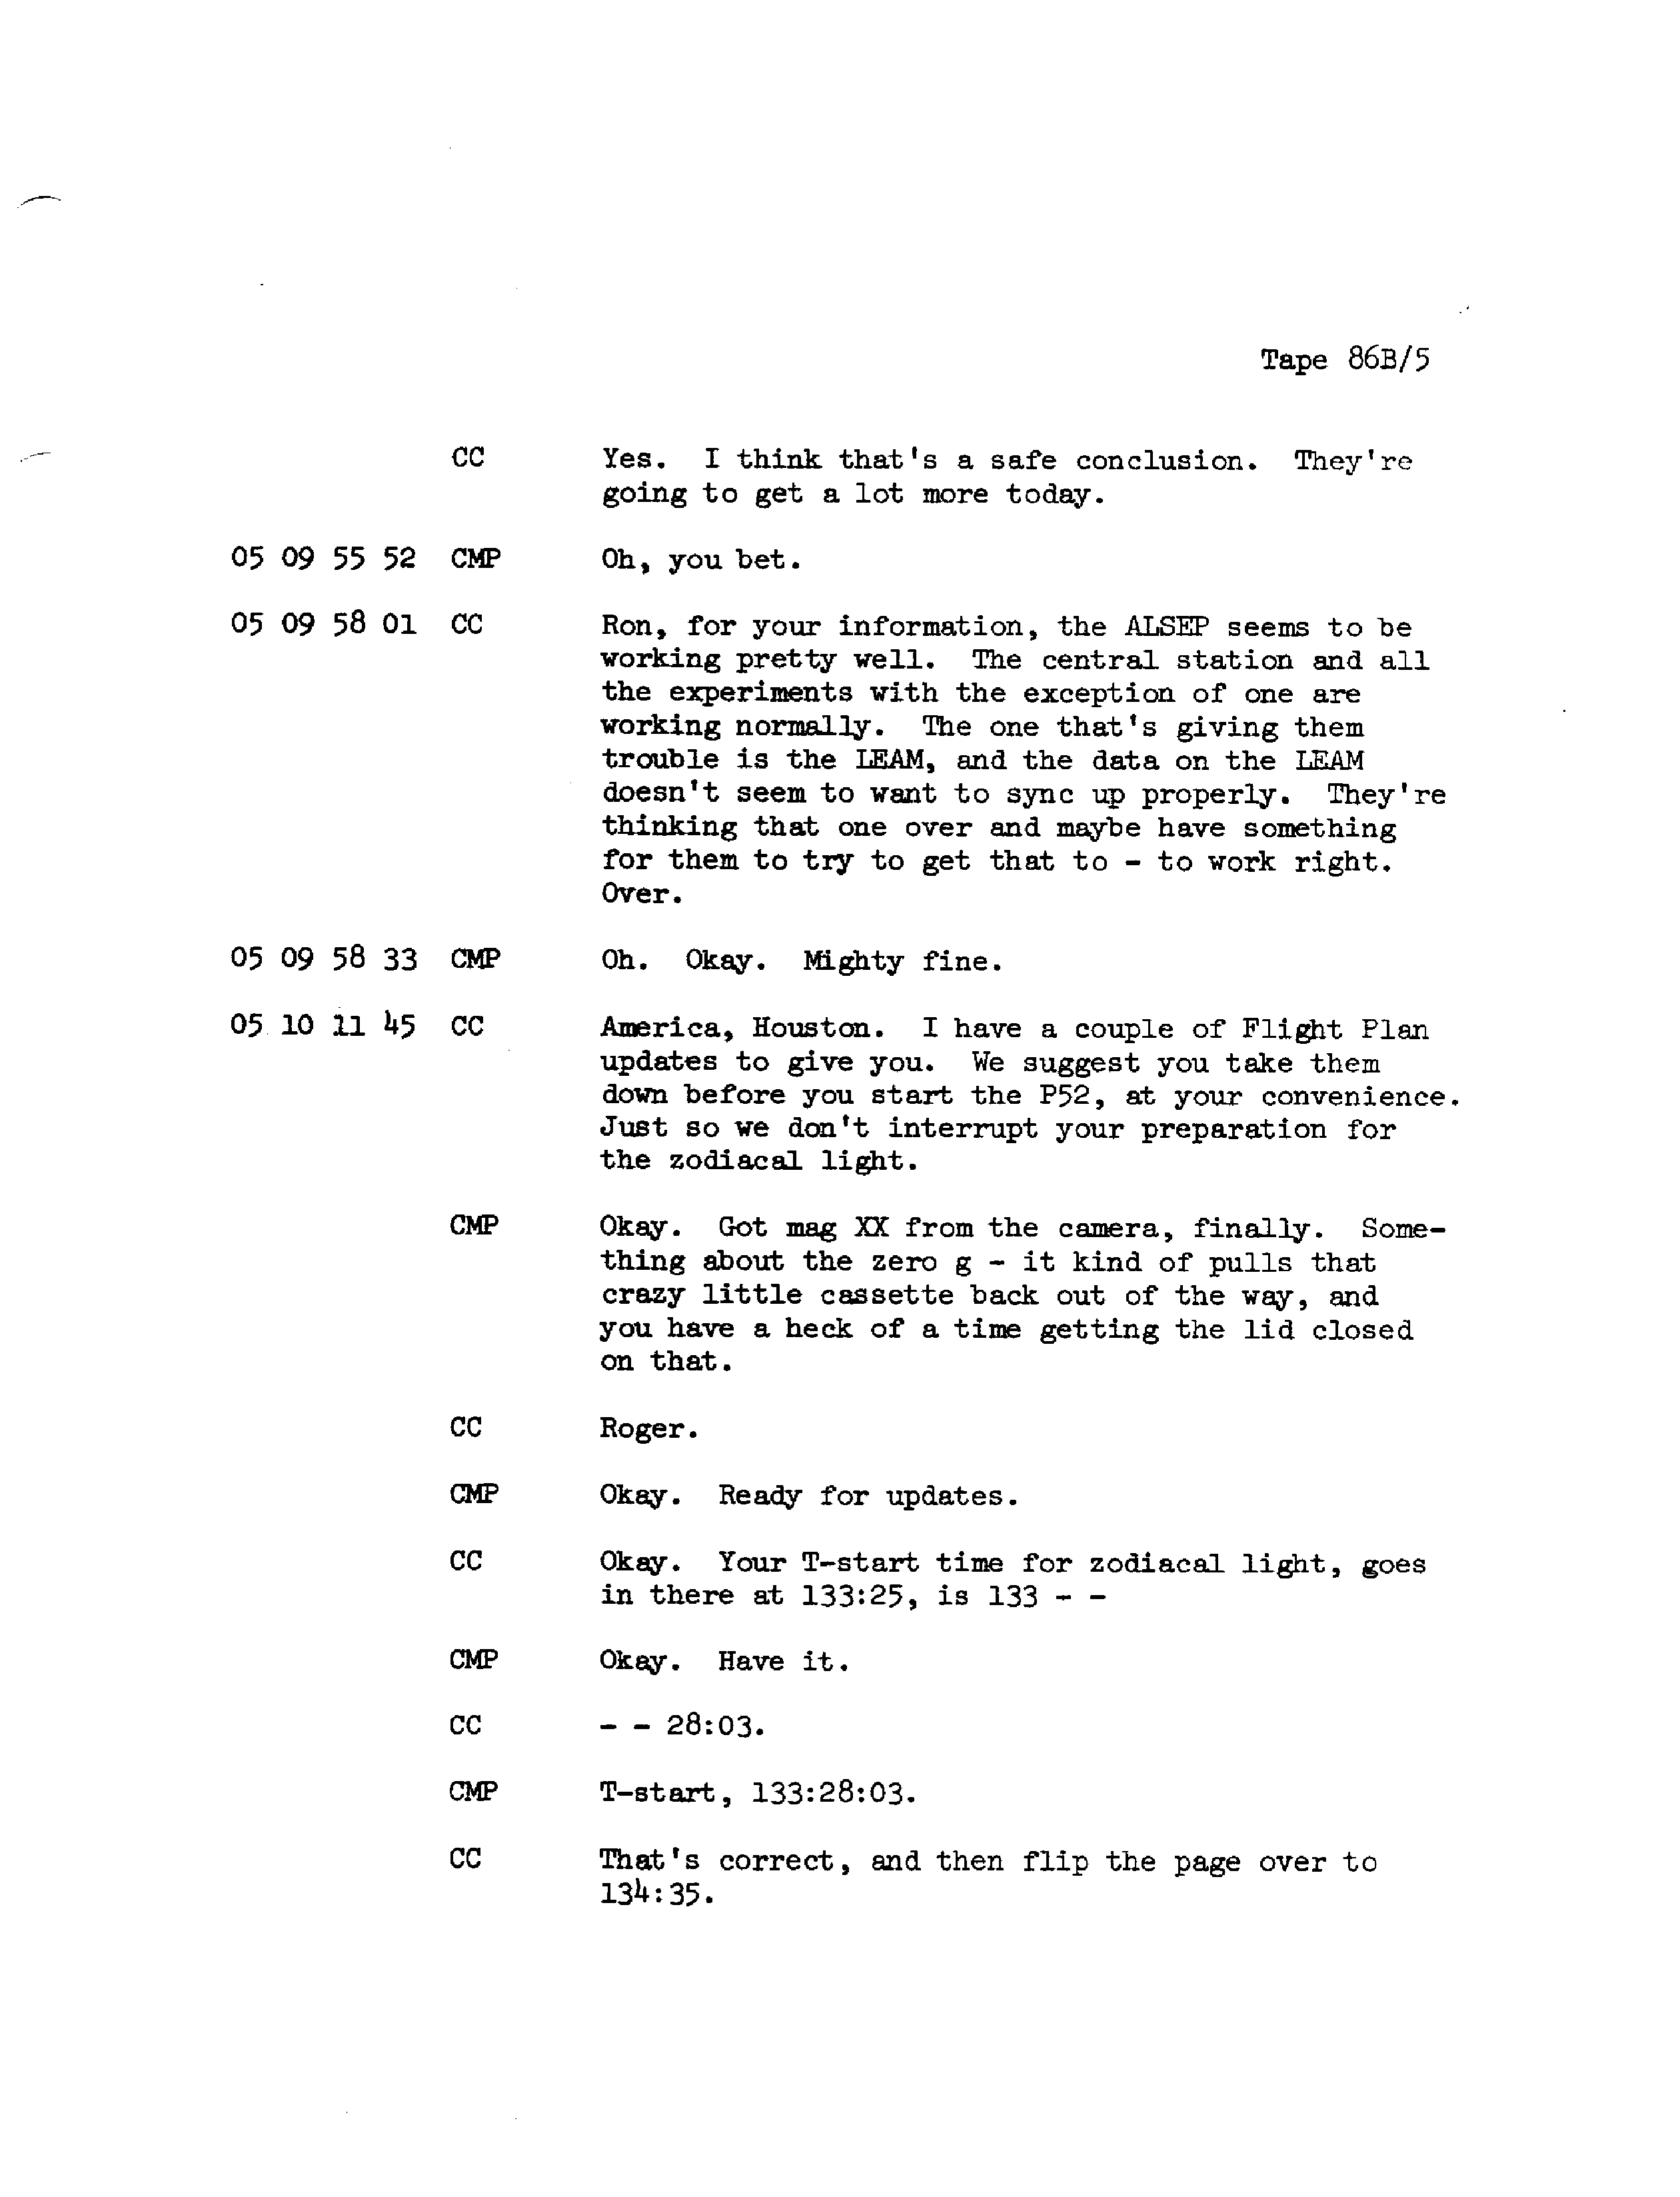 Tape 86B/5
CC Yes. I think that's a safe conclusion. They're
going to get a lot more today.
05 09 55 52 CMP Oh, you bet.
05 09 58 01 CC Ron, for your information, the ALSEP seems to be
working pretty well. The central station and all
the experiments with the exception of one are
working normally. The one that's giving them
trouble is the LEAM, and the data on the LEAM
doesn't seem to want to sync up properly. They're
thinking that one over and maybe have something
for them to try to get that to - to work right.
Over.
05 09 58 33 CMP Oh. Okay. Mighty fine.
05 10 11 45 CC America, Houston. I have a couple of Flight Plan
updates to give you. We suggest you take them
down before you start the P52, at your convenience.
Just so we don't interrupt your preparation for
the zodiacal light.
CMP Okay. Got mag XX from the camera, finally. Some-
thing about the zero g - it kind of pulls that
crazy little cassette back out of the way, and
you have a heck of a time getting the lid closed
on that.
CC Roger.
CMP Okay. Ready for updates.
CC Okay. Your T-start time for zodiacal light, goes
in there at 133:25, is 133 - -
CMP Okay. Have it.
CC - - 28:03.
CMP T-start, 133:28:03.
CC That's correct, and then flip the page over to
134:35.